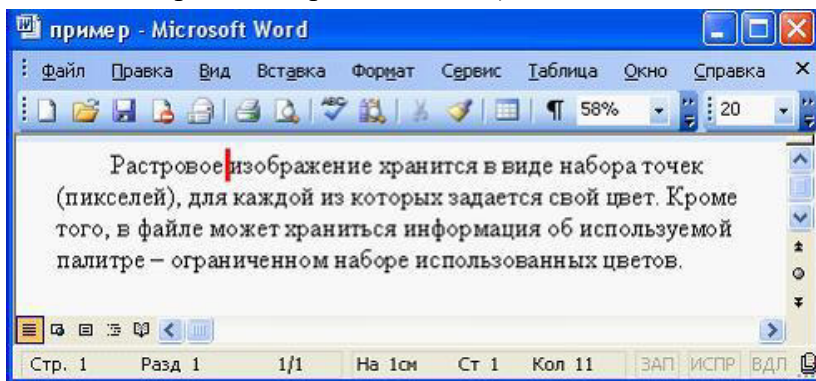 пример - Microsoft Word
Файл Правка Вид Вставка Формат Сервис Таблица Окно Справка
58% 20
Растровое изображение хранится в виде набора точек
(пикселей), для каждой из которых задается свой цвет. Кроме
того, в файле может храниться информация об используемой
палитре – ограниченном наборе использованных цветов.
Стр. 1 Разд 1 1/1 На 1см Ст 1 Кол 11 ЗАП ИСПР ВДЛ